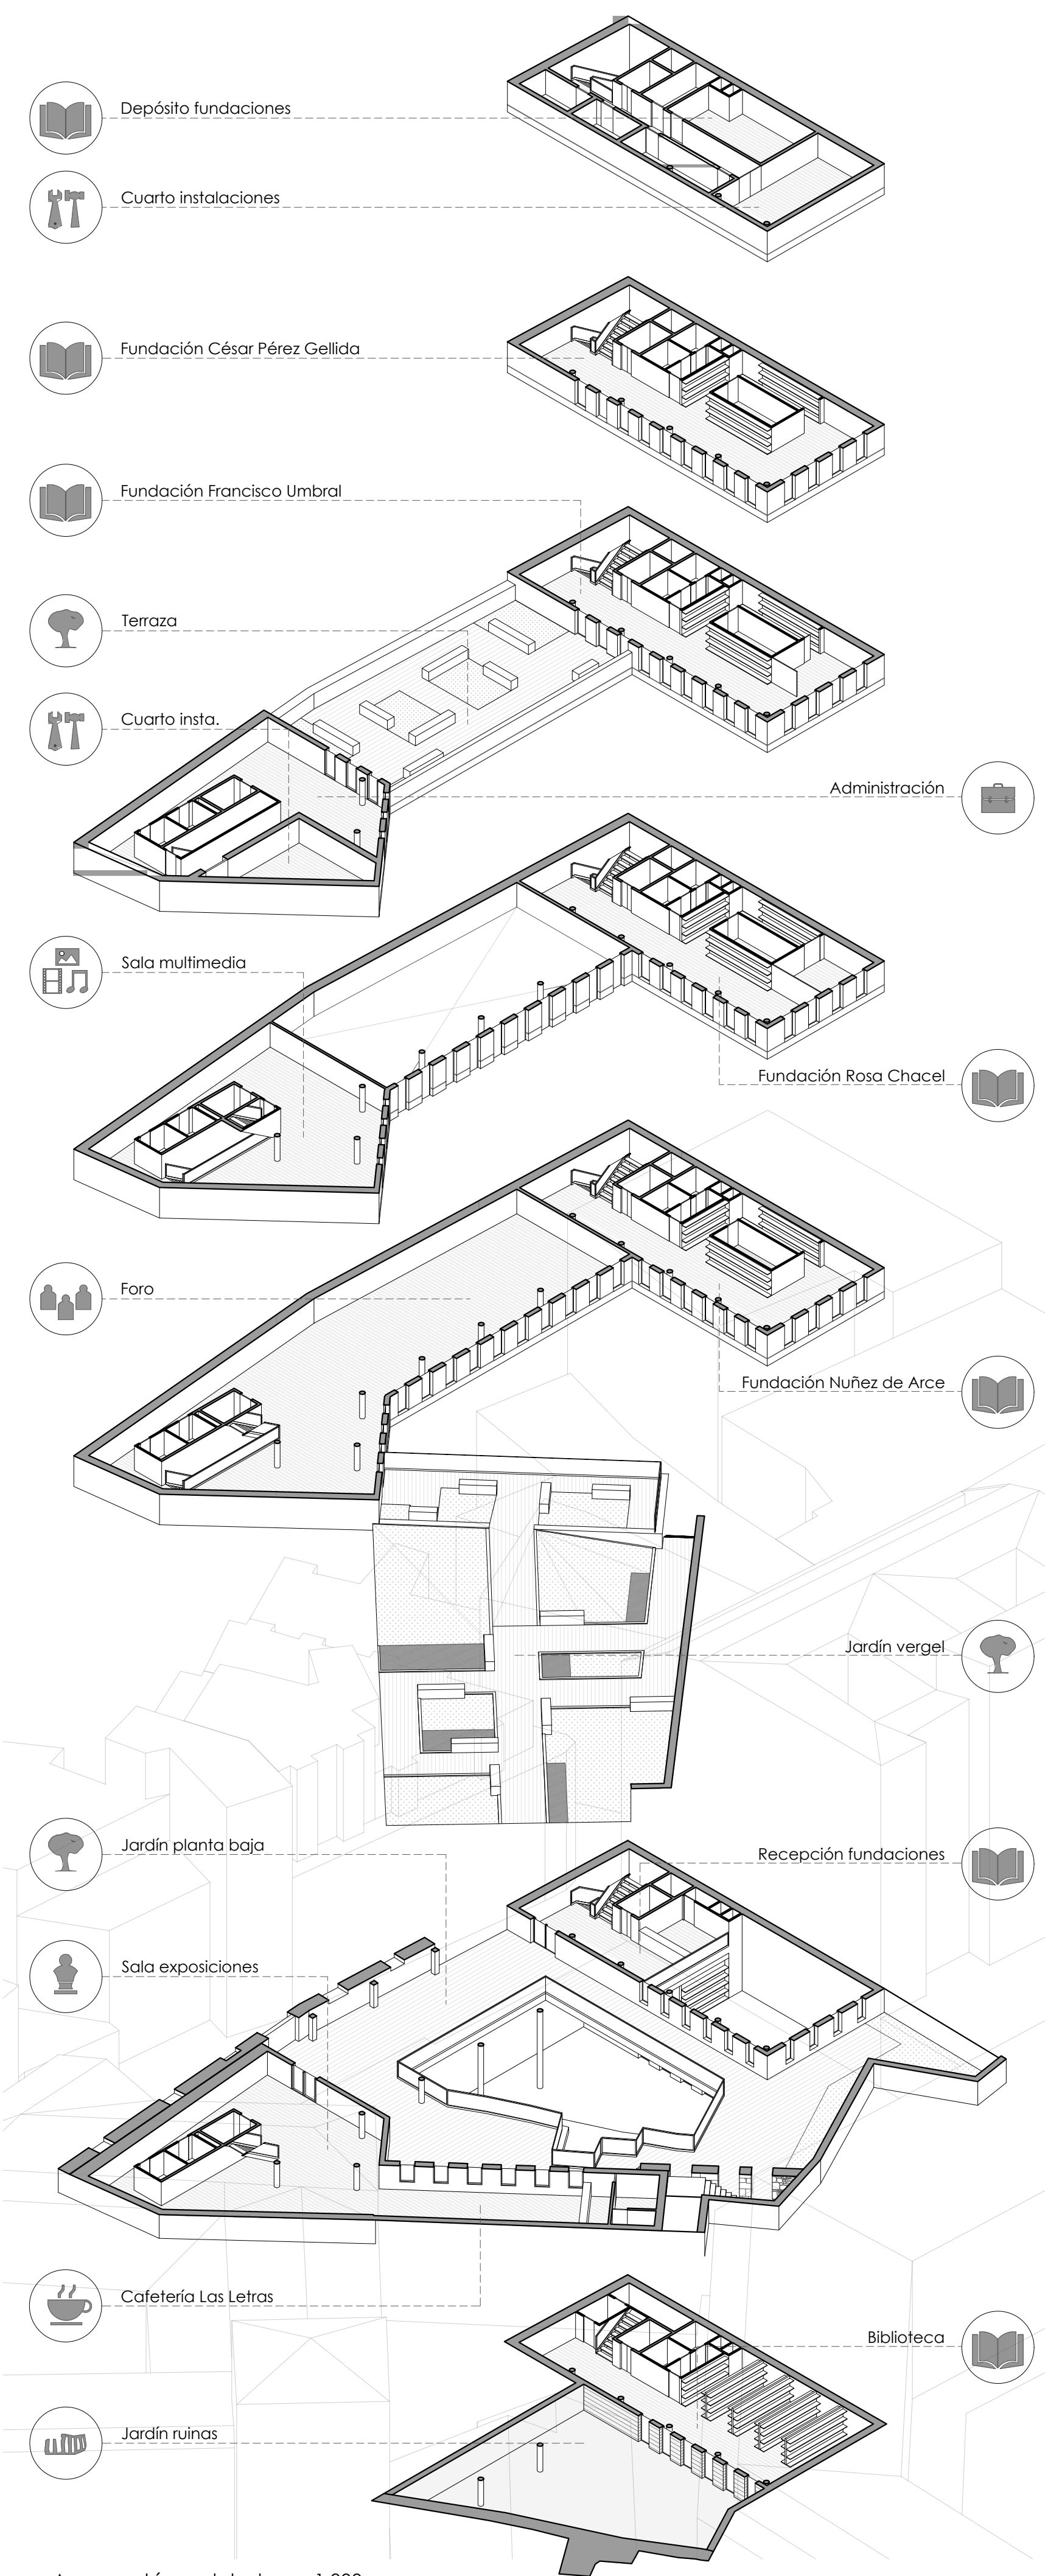 Depósito fundaciones
Cuarto instalaciones
Fundación César Pérez Gellida
Fundación Francisco Umbral
Terraza
Cuarto insta.
Administración
Sala multimedia
Fundación Rosa Chacel
Foro
Fundación Nuñez de Arce
Jardín vergel
Jardín planta baja
Recepción fundaciones
Sala exposiciones
Cafetería Las Letras
Biblioteca
Jardín ruinas